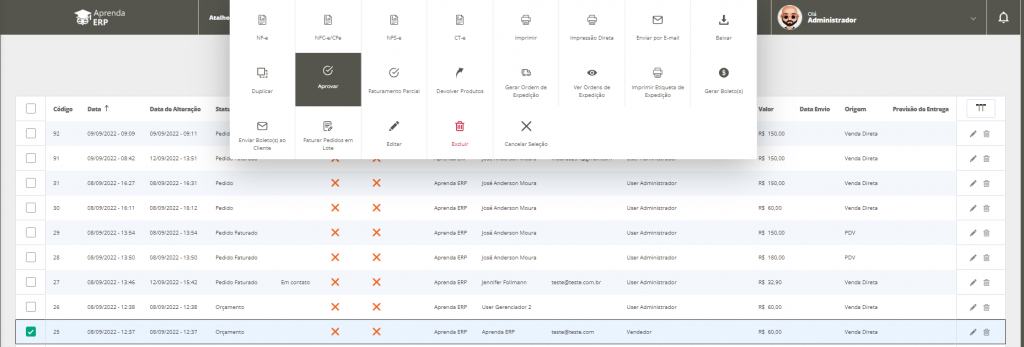 Aprenda
ERP
Atalho
Olá
Administrador
NF-e
NFC-e/CFe
NFS-e
CT-e
Imprimir
Impressão Direta
Enviar por E-mail
Baixar
Duplicar
Aprovar
Faturamento Parcial
Devolver Produtos
Gerar Ordem de
Expedição
Ver Ordens de
Expedição
Imprimir Etiqueta de
Expedição
Gerar Boleto(s)
Enviar Boleto(s) ao
Cliente
Faturar Pedidos em
Lote
Editar
Excluir
Cancelar Seleção
Código Data Data de Alteração Statu Valor Data Envio Origem Previsão de Entrega
92 09/09/2022 - 09:09 09/09/2022 - 09:11 Pedido R$ 150,00 Venda Direta
91 09/09/2022 - 08:42 12/09/2022 - 13:51 Pedido Aprenda ERP José Anderson Moura User Administrador R$ 150,00 Venda Direta
31 08/09/2022 - 16:27 08/09/2022 - 16:31 Pedido Aprenda ERP José Anderson Moura User Administrador R$ 150,00 Venda Direta
30 08/09/2022 - 16:11 08/09/2022 - 16:12 Pedido Aprenda ERP José Anderson Moura User Administrador R$ 60,00 Venda Direta
29 08/09/2022 - 13:54 08/09/2022 - 13:54 Pedido Faturado Aprenda ERP José Anderson Moura User Administrador R$ 150,00 PDV
28 08/09/2022 - 13:50 08/09/2022 - 13:50 Pedido Faturado Aprenda ERP José Anderson Moura User Administrador R$ 180,00 PDV
27 08/09/2022 - 13:46 12/09/2022 - 15:42 Pedido Faturado Em contato Aprenda ERP Jennifer Follmann teste@teste.com.br User Administrador R$ 32,90 Venda Direta
26 08/09/2022 - 12:38 08/09/2022 - 12:38 Orçamento Aprenda ERP User Gerenciador 2 User Administrador R$ 60,00 Venda Direta
25 08/09/2022 - 12:37 08/09/2022 - 12:37 Orçamento Aprenda ERP Aprenda ERP teste@teste.com Vendedor R$ 60,00 Venda Direta